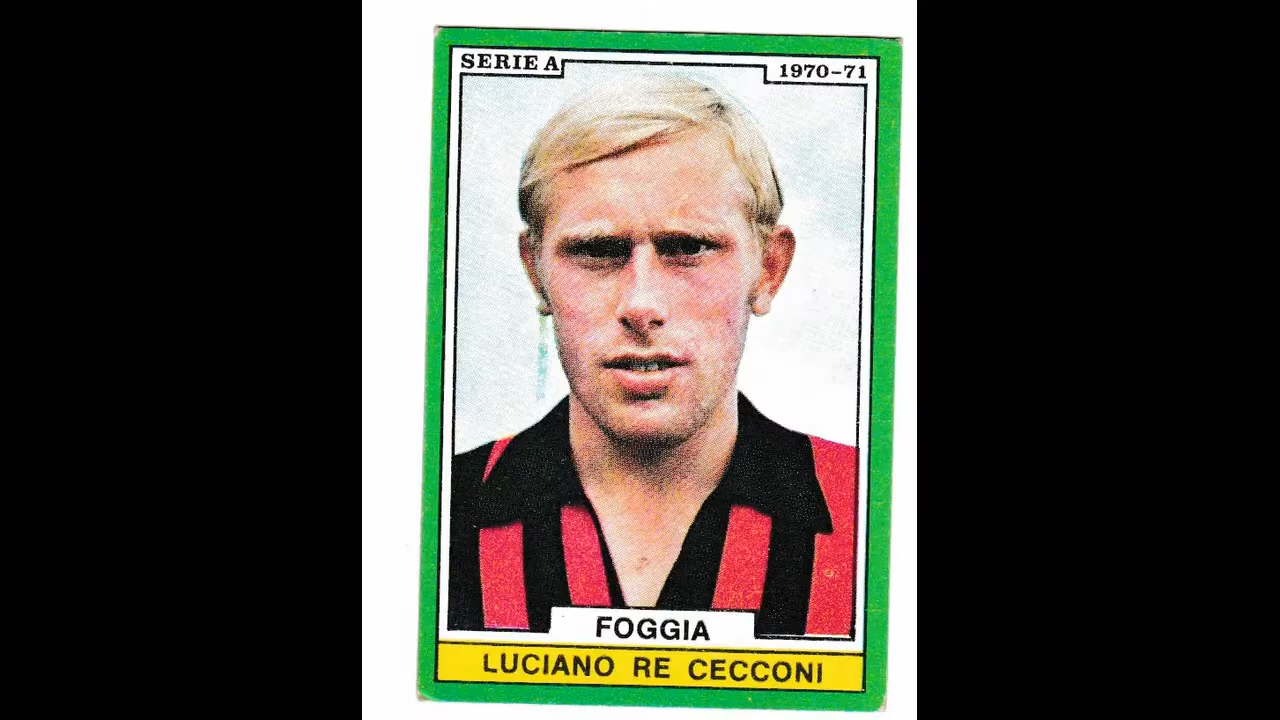 SERIE A
1970-71
FOGGIA
LUCIANO RE CECCONI